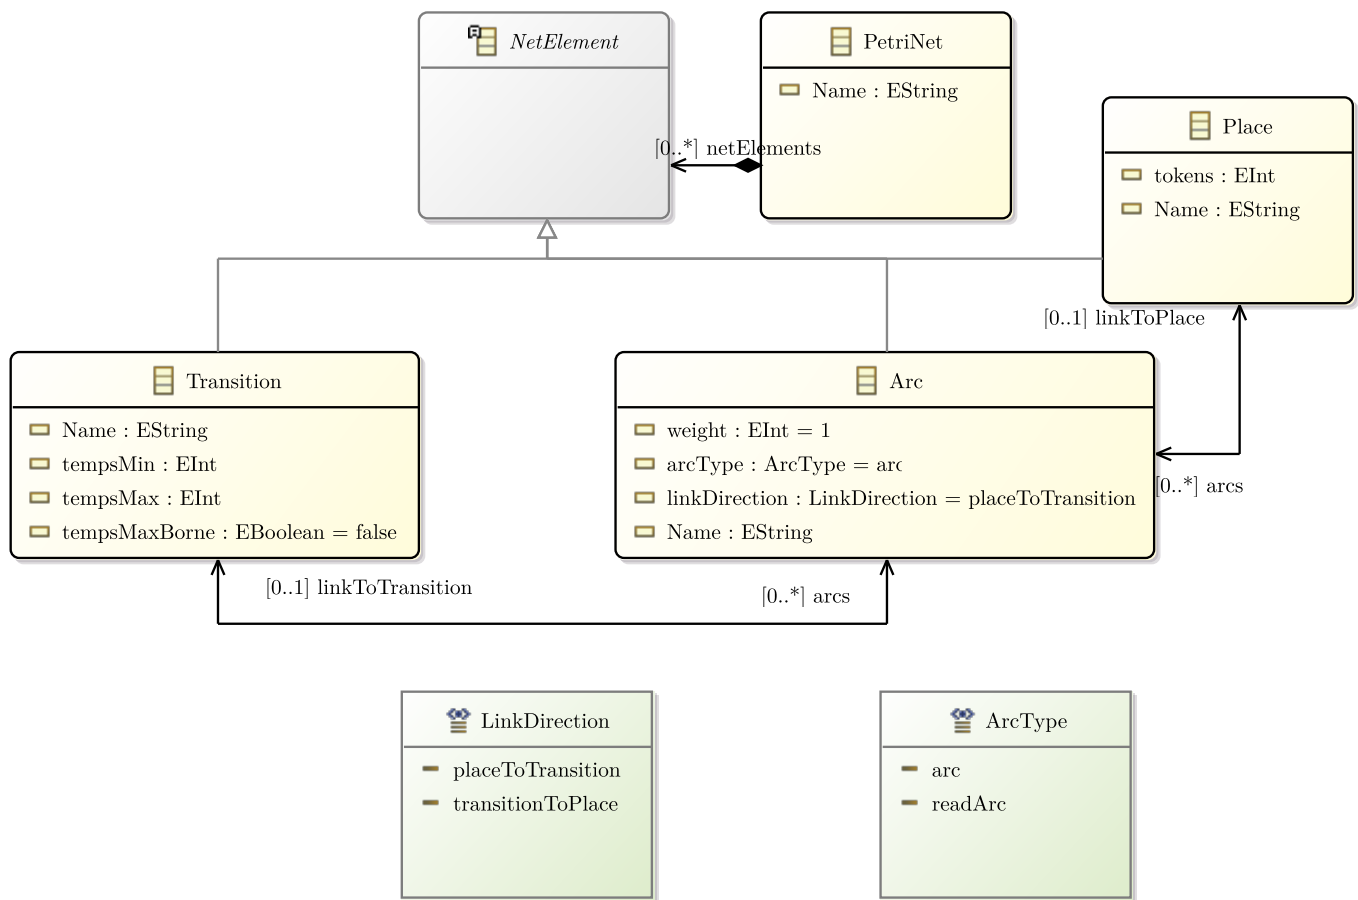 NetElement
PetriNet
Name : EString
[0..*] netElements
Place
tokens : EInt
Name : EString
[0..1] linkToPlace
Transition
Name : EString
tempsMin : EInt
tempsMax : EInt
tempsMaxBorne : EBoolean = false
Arc
weight : EInt = 1
arcType : ArcType = arc
linkDirection : LinkDirection = placeToTransition
Name : EString
[0..*] arcs
[0..1] linkToTransition
[0..*] arcs
LinkDirection
placeToTransition
transitionToPlace
ArcType
arc
readArc